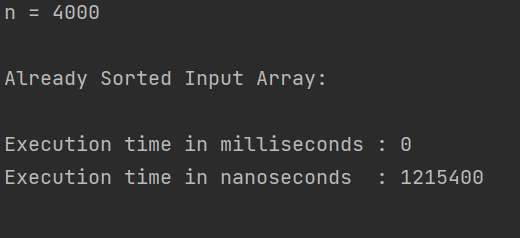 n = 4000
Already Sorted Input Array:
Execution time in milliseconds : 0
Execution time in nanoseconds  : 1215400